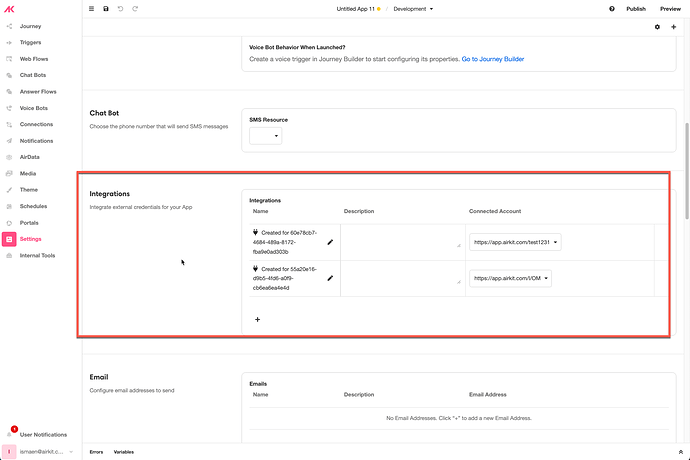 Untitled App 11
Development
Publish
Preview
Journey
Triggers
Web Flows
Chat Bots
Answer Flows
Voice Bots
Connections
Notifications
AirData
Media
Theme
Schedules
Portals
Settings
Internal Tools
Voice Bot Behavior When Launched?
Create a voice trigger in Journey Builder to start configuring its properties. Go to Journey Builder
Chat Bot
Choose the phone number that will send SMS messages
SMS Resource
Integrations
Integrate external credentials for your App
Integrations
Name Description Connected Account
Created for 60e78cb7-
4684-489a-8172-
fba9e0ad303b
https://app.airkit.com/test1231
Created for 55a20e16-
d9b5-4fd6-a0f9-
cb6ea6ea4e4d
https://app.airkit.com/I/OM
+
Email
Configure email addresses to send
Emails
Name Description Email Address
No Email Addresses. Click "+" to add a new Email Address.
User Notifications
I
ismaen@airkit.c...
Errors Variables